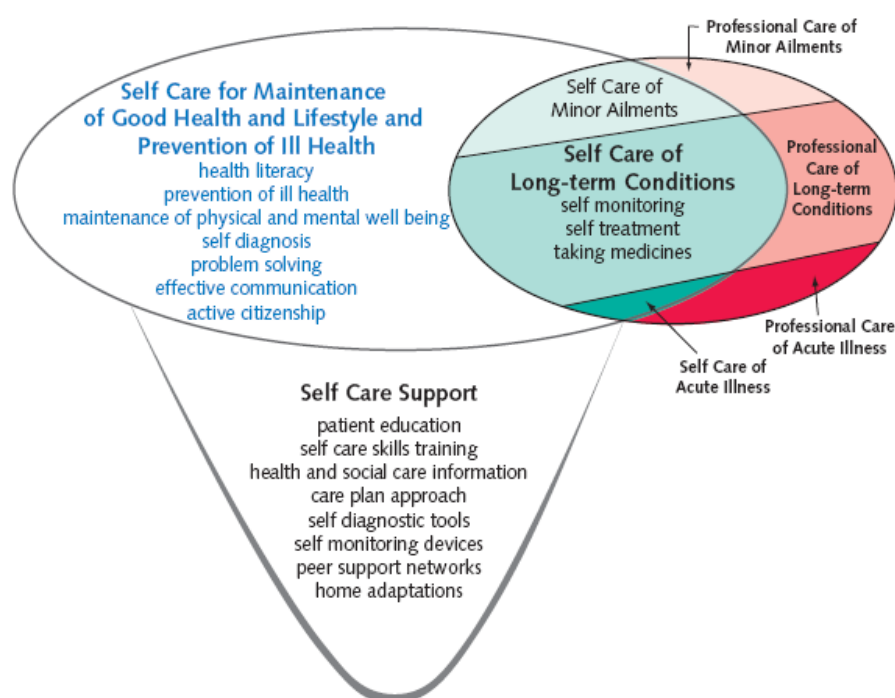 Professional Care of
Minor Ailments
Self Care for Maintenance
of Good Health and Lifestyle and
Prevention of Ill Health
health literacy
prevention of ill health
maintenance of physical and mental well being
self diagnosis
problem solving
effective communication
active citizenship
Self Care of
Minor Ailments
Self Care of
Long-term Conditions
self monitoring
self treatment
taking medicines
Professional
Care of
Long-term
Conditions
Professional Care
of Acute Illness
Self Care of
Acute Illness
Self Care Support
patient education
self care skills training
health and social care information
care plan approach
self diagnostic tools
self monitoring devices
peer support networks
home adaptations